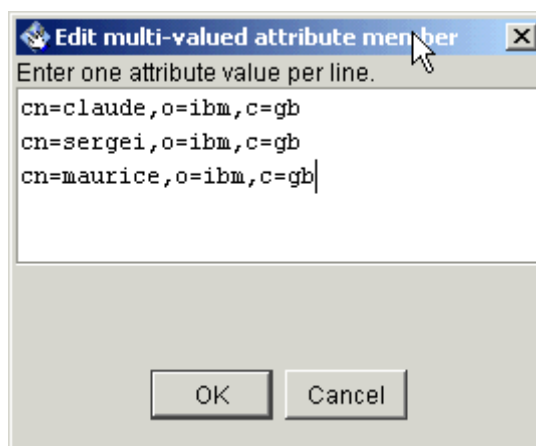 Edit multi-valued attribute member
Enter one attribute value per line.
cn=claude,o=ibm,c=gb
cn=sergei,o=ibm,c=gb
cn=maurice,o=ibm,c=gb
OK Cancel